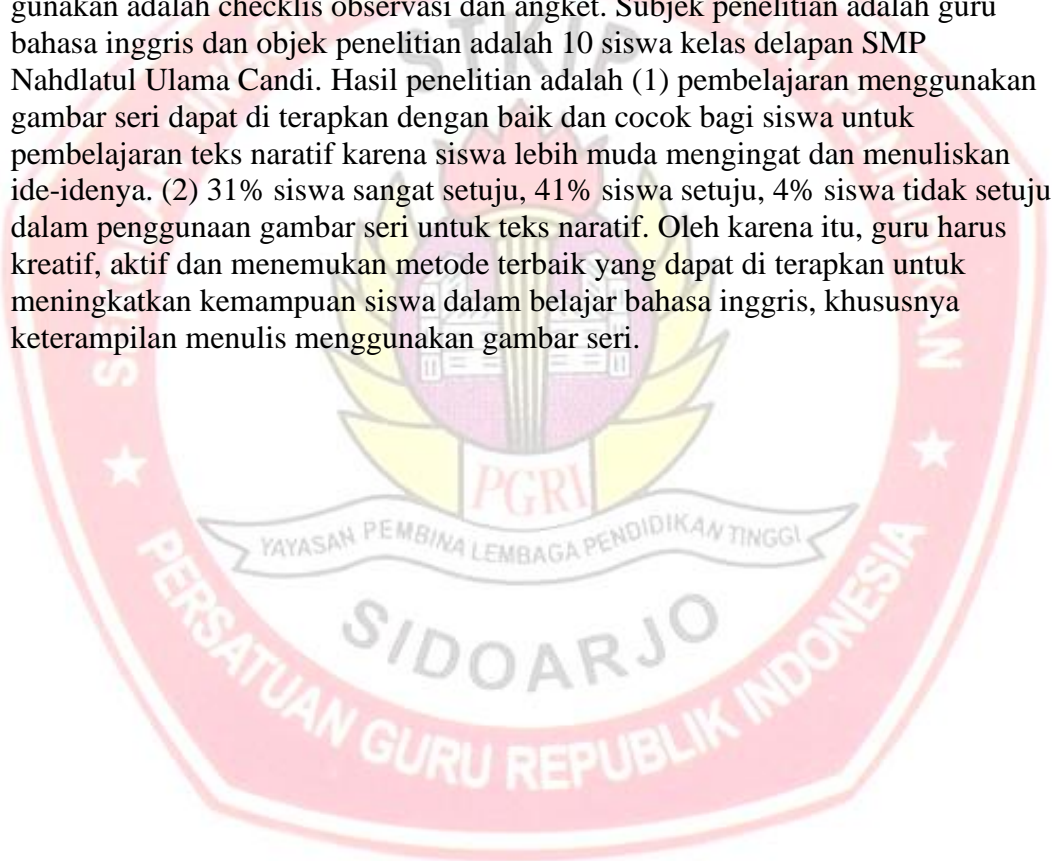 gunakan adalah checklis observasi dan angket. Subjek penelitian adalah guru
bahasa inggris dan objek penelitian adalah 10 siswa kelas delapan SMP
Nahdlatul Ulama Candi. Hasil penelitian adalah (1) pembelajaran menggunakan
gambar seri dapat di terapkan dengan baik dan cocok bagi siswa untuk
pembelajaran teks naratif karena siswa lebih muda mengingat dan menuliskan
ide-idenya. (2) 31% siswa sangat setuju, 41% siswa setuju, 4% siswa tidak setuju
dalam penggunaan gambar seri untuk teks naratif. Oleh karena itu, guru harus
kreatif, aktif dan menemukan metode terbaik yang dapat di terapkan untuk
meningkatkan kemampuan siswa dalam belajar bahasa inggris, khususnya
keterampilan menulis menggunakan gambar seri.
STKIP
PGRI
YAYASAN PEMBINA LEMBAGA PENDIDIKAN TINGGI
SIDOARJO
PERSATUAN GURU REPUBLIK INDONESIA